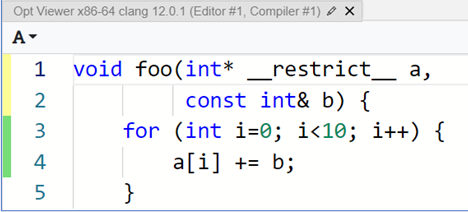 Opt Viewer x86-64 clang 12.0.1 (Editor #1, Compiler #1)
A
1 void foo(int* __restrict__ a,
2 const int& b) {
3 for (int i=0; i<10; i++) {
4 a[i] += b;
5 }